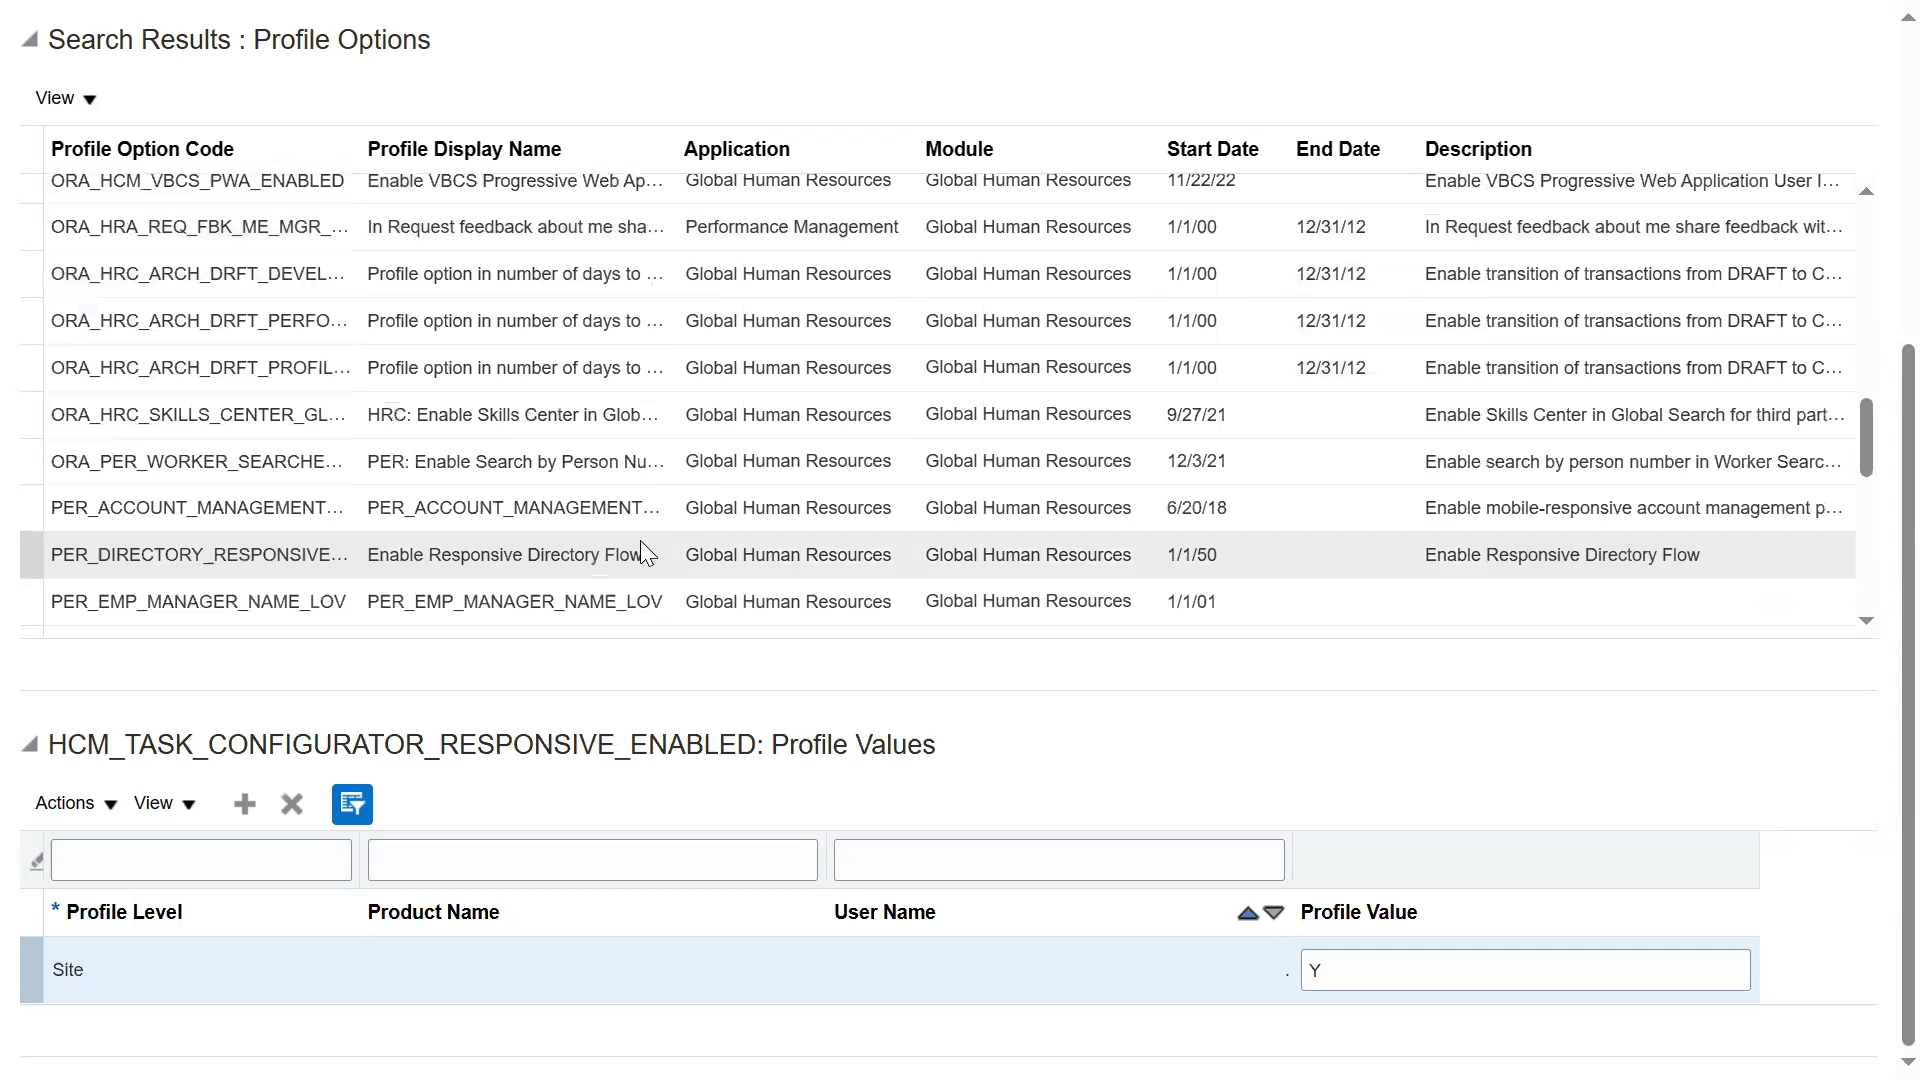 Search Results : Profile Options
View
Profile Option Code Profile Display Name Application Module Start Date End Date Description
ORA_HCM_VBCS_PWA_ENABLED Enable VBCS Progressive Web Ap... Global Human Resources Global Human Resources 11/22/22 Enable VBCS Progressive Web Application User I...
ORA_HRA_REQ_FBK_ME_MGR_... In Request feedback about me sha... Performance Management Global Human Resources 1/1/00 12/31/12 In Request feedback about me share feedback wit...
ORA_HRC_ARCH_DRFT_DEVEL... Profile option in number of days to ... Global Human Resources Global Human Resources 1/1/00 12/31/12 Enable transition of transactions from DRAFT to C...
ORA_HRC_ARCH_DRFT_PERFO... Profile option in number of days to ... Global Human Resources Global Human Resources 1/1/00 12/31/12 Enable transition of transactions from DRAFT to C...
ORA_HRC_ARCH_DRFT_PROFIL... Profile option in number of days to ... Global Human Resources Global Human Resources 1/1/00 12/31/12 Enable transition of transactions from DRAFT to C...
ORA_HRC_SKILLS_CENTER_GL... HRC: Enable Skills Center in Glob... Global Human Resources Global Human Resources 9/27/21 Enable Skills Center in Global Search for third part...
ORA_PER_WORKER_SEARCHE... PER: Enable Search by Person Nu... Global Human Resources Global Human Resources 12/3/21 Enable search by person number in Worker Searc...
PER_ACCOUNT_MANAGEMENT... PER_ACCOUNT_MANAGEMENT... Global Human Resources Global Human Resources 6/20/18 Enable mobile-responsive account management p...
PER_DIRECTORY_RESPONSIVE... Enable Responsive Directory Flow Global Human Resources Global Human Resources 1/1/50 Enable Responsive Directory Flow
PER_EMP_MANAGER_NAME_LOV PER_EMP_MANAGER_NAME_LOV Global Human Resources Global Human Resources 1/1/01
HCM_TASK_CONFIGURATOR_RESPONSIVE_ENABLED: Profile Values
Actions View
* Profile Level Product Name User Name Profile Value
Site . Y